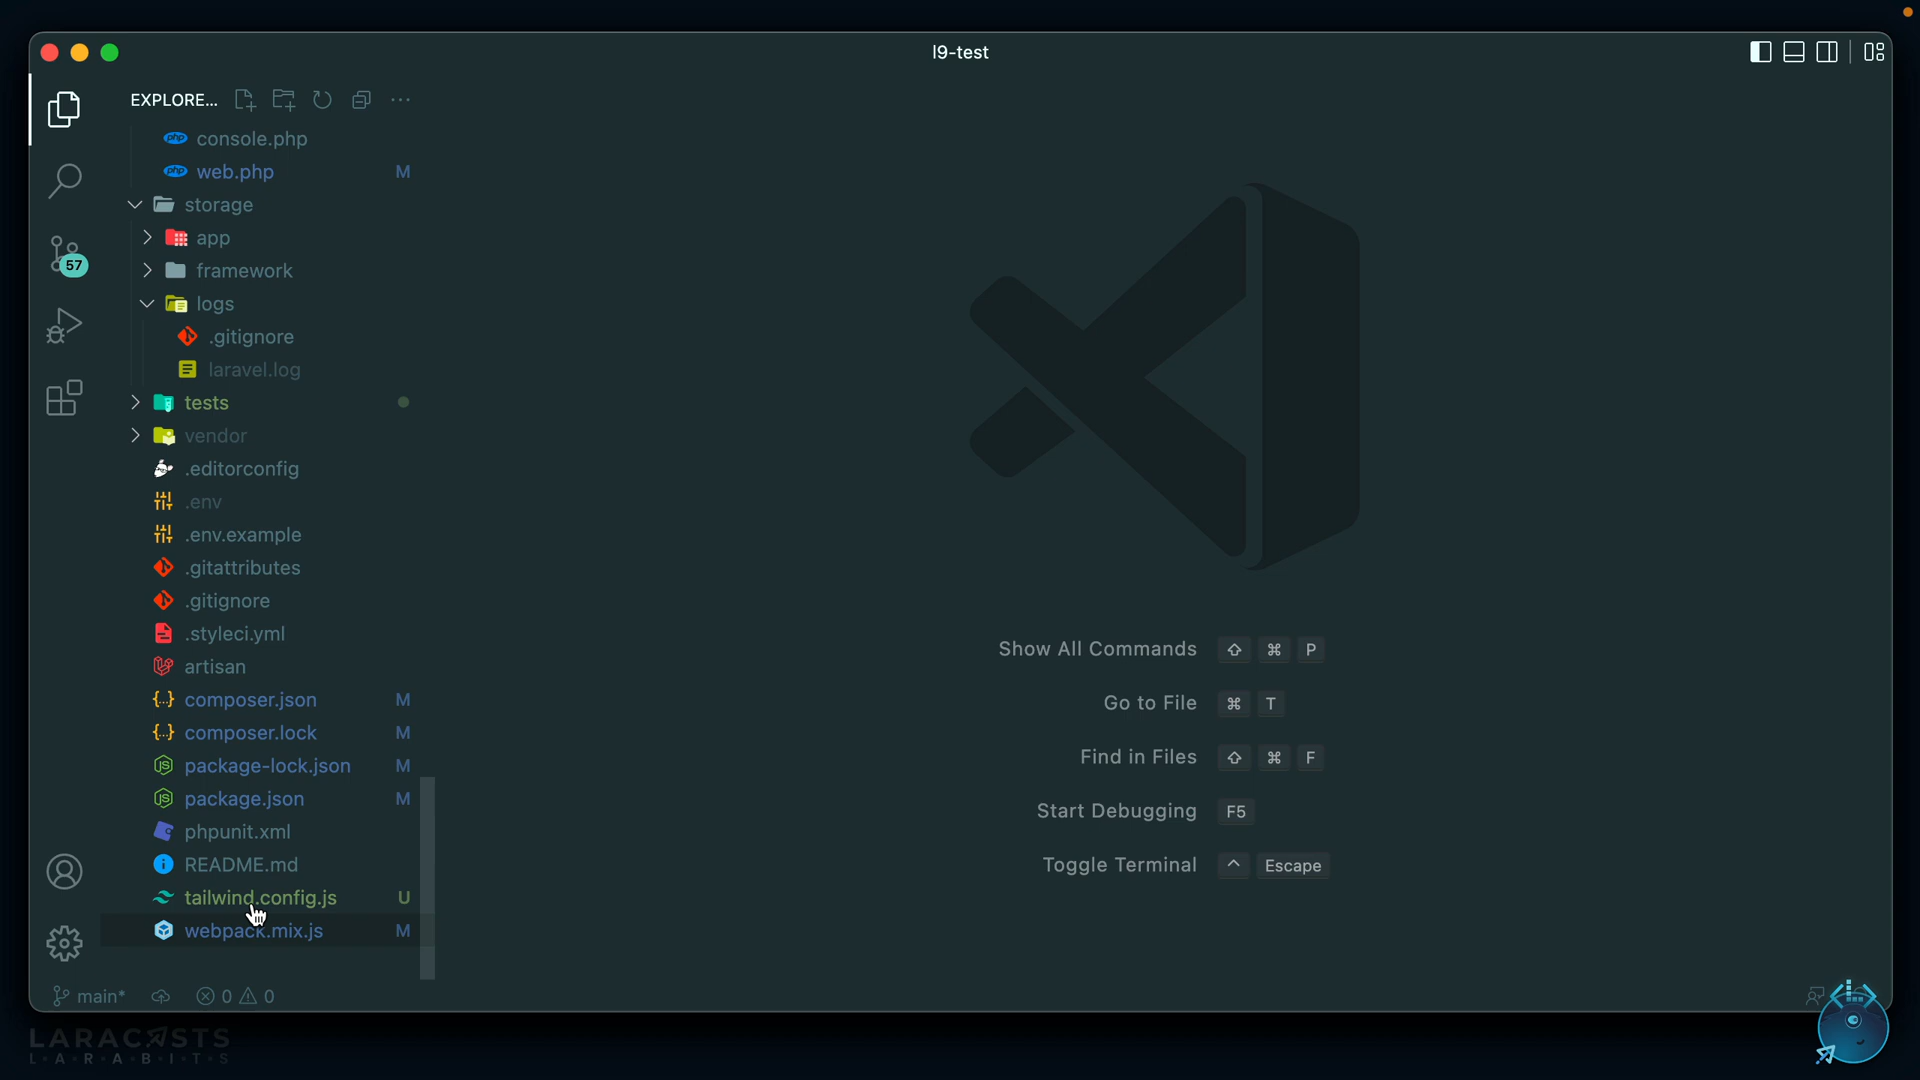 l9-test
EXPLORE...
console.php
web.php M
storage
app
framework
logs
.gitignore
laravel.log
tests
vendor
.editorconfig
.env
.env.example
.gitattributes
.gitignore
.styleci.yml
artisan
composer.json M
composer.lock M
package-lock.json M
package.json M
phpunit.xml
README.md
tailwind.config.js U
webpack.mix.js M
57
Show All Commands ⇧ ⌘ P
Go to File ⌘ T
Find in Files ⇧ ⌘ F
Start Debugging F5
Toggle Terminal ^ Escape
main* 0 0
LARACASTS
L·A·R·A·B·I·T·S